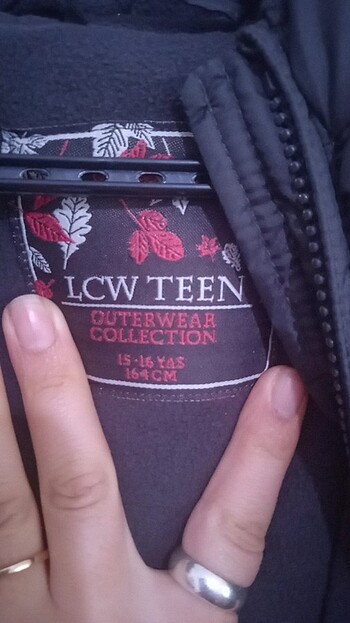 LCW TEEN
OUTERWEAR
COLLECTION
15-16 YAŞ
164 CM